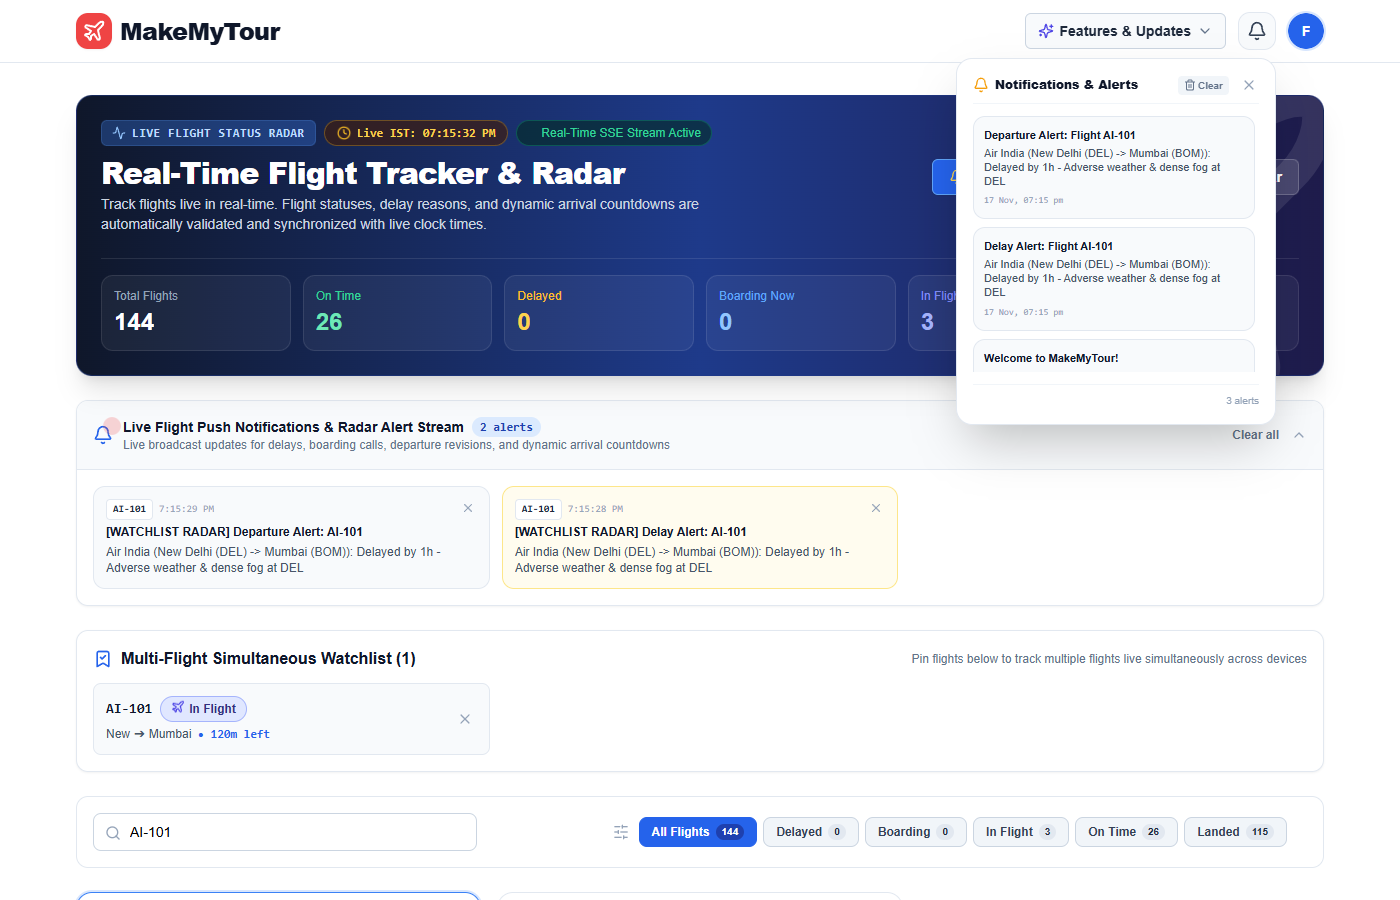 MakeMyTour
Features & Updates
F
LIVE FLIGHT STATUS RADAR
Live IST: 07:15:32 PM
Real-Time SSE Stream Active
Real-Time Flight Tracker & Radar
Track flights live in real-time. Flight statuses, delay reasons, and dynamic arrival countdowns are
automatically validated and synchronized with live clock times.
Total Flights
144
On Time
26
Delayed
0
Boarding Now
0
In Fligh
3
Notifications & Alerts
Clear
Departure Alert: Flight AI-101
Air India (New Delhi (DEL) -> Mumbai (BOM)):
Delayed by 1h - Adverse weather & dense fog at
DEL
17 Nov, 07:15 pm
Delay Alert: Flight AI-101
Air India (New Delhi (DEL) -> Mumbai (BOM)):
Delayed by 1h - Adverse weather & dense fog at
DEL
17 Nov, 07:15 pm
Welcome to MakeMyTour!
3 alerts
Live Flight Push Notifications & Radar Alert Stream
2 alerts
Live broadcast updates for delays, boarding calls, departure revisions, and dynamic arrival countdowns
Clear all
AI-101
7:15:29 PM
[WATCHLIST RADAR] Departure Alert: AI-101
Air India (New Delhi (DEL) -> Mumbai (BOM)): Delayed by 1h -
Adverse weather & dense fog at DEL
AI-101
7:15:28 PM
[WATCHLIST RADAR] Delay Alert: AI-101
Air India (New Delhi (DEL) -> Mumbai (BOM)): Delayed by 1h -
Adverse weather & dense fog at DEL
Multi-Flight Simultaneous Watchlist (1)
Pin flights below to track multiple flights live simultaneously across devices
AI-101
In Flight
New ➔ Mumbai • 120m left
AI-101
All Flights 144
Delayed 0
Boarding 0
In Flight 3
On Time 26
Landed 115